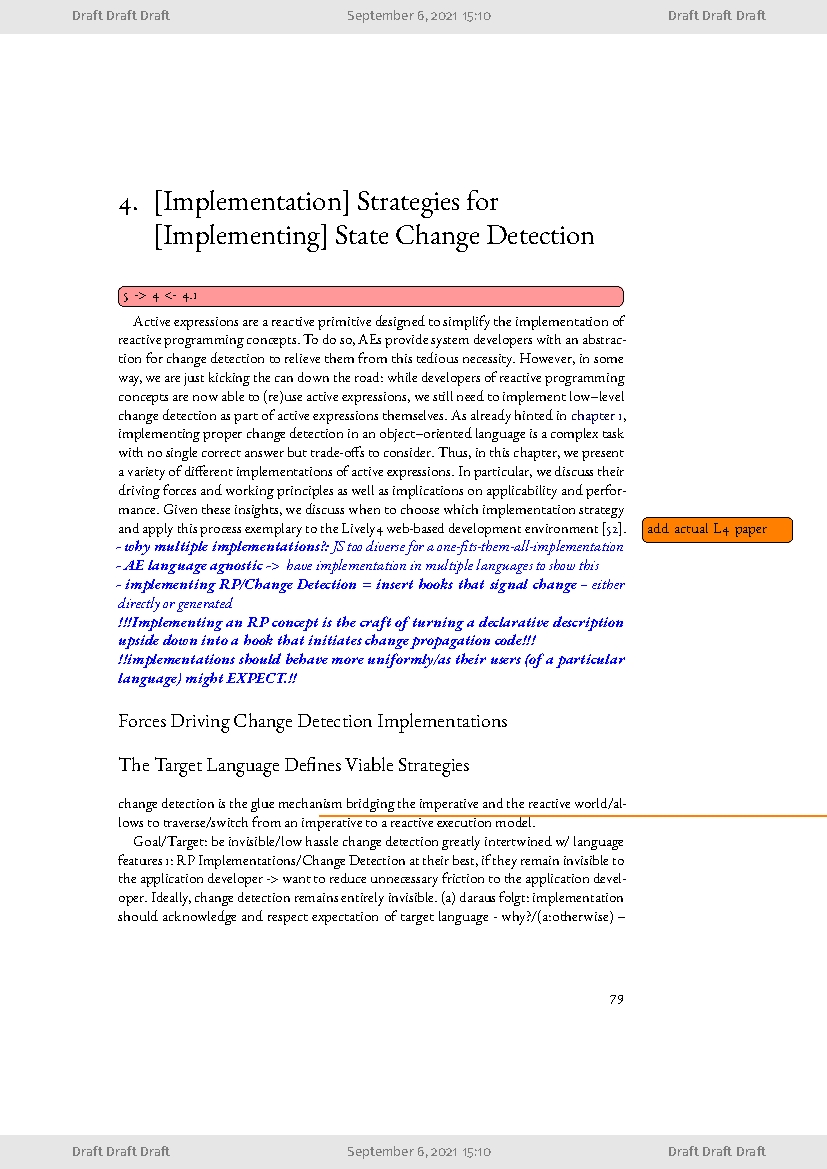 Draft Draft Draft September 6, 2021 15:10 Draft Draft Draft
4. [Implementation] Strategies for
[Implementing] State Change Detection
5 -> 4 <- 4.1
Active expressions are a reactive primitive designed to simplify the implementation of
reactive programming concepts. To do so, AEs provide system developers with an abstrac-
tion for change detection to relieve them from this tedious necessity. However, in some
way, we are just kicking the can down the road: while developers of reactive programming
concepts are now able to (re)use active expressions, we still need to implement low–level
change detection as part of active expressions themselves. As already hinted in chapter 1,
implementing proper change detection in an object–oriented language is a complex task
with no single correct answer but trade-offs to consider. Thus, in this chapter, we present
a variety of different implementations of active expressions. In particular, we discuss their
driving forces and working principles as well as implications on applicability and perfor-
mance. Given these insights, we discuss when to choose which implementation strategy
and apply this process exemplary to the Lively4 web-based development environment [52].
add actual L4 paper
- why multiple implementations?: JS too diverse for a one-fits-them-all-implementation
- AE language agnostic -> have implementation in multiple languages to show this
- implementing RP/Change Detection = insert hooks that signal change – either
directly or generated
!!!Implementing an RP concept is the craft of turning a declarative description
upside down into a hook that initiates change propagation code!!!
!!implementations should behave more uniformly/as their users (of a particular
language) might EXPECT.!!
Forces Driving Change Detection Implementations
The Target Language Defines Viable Strategies
change detection is the glue mechanism bridging the imperative and the reactive world/al-
lows to traverse/switch from an imperative to a reactive execution model.
Goal/Target: be invisible/low hassle change detection greatly intertwined w/ language
features 1: RP Implementations/Change Detection at their best, if they remain invisible to
the application developer -> want to reduce unnecessary friction to the application devel-
oper. Ideally, change detection remains entirely invisible. (a) daraus folgt: implementation
should acknowledge and respect expectation of target language - why?/(a:otherwise) –
79
Draft Draft Draft September 6, 2021 15:10 Draft Draft Draft